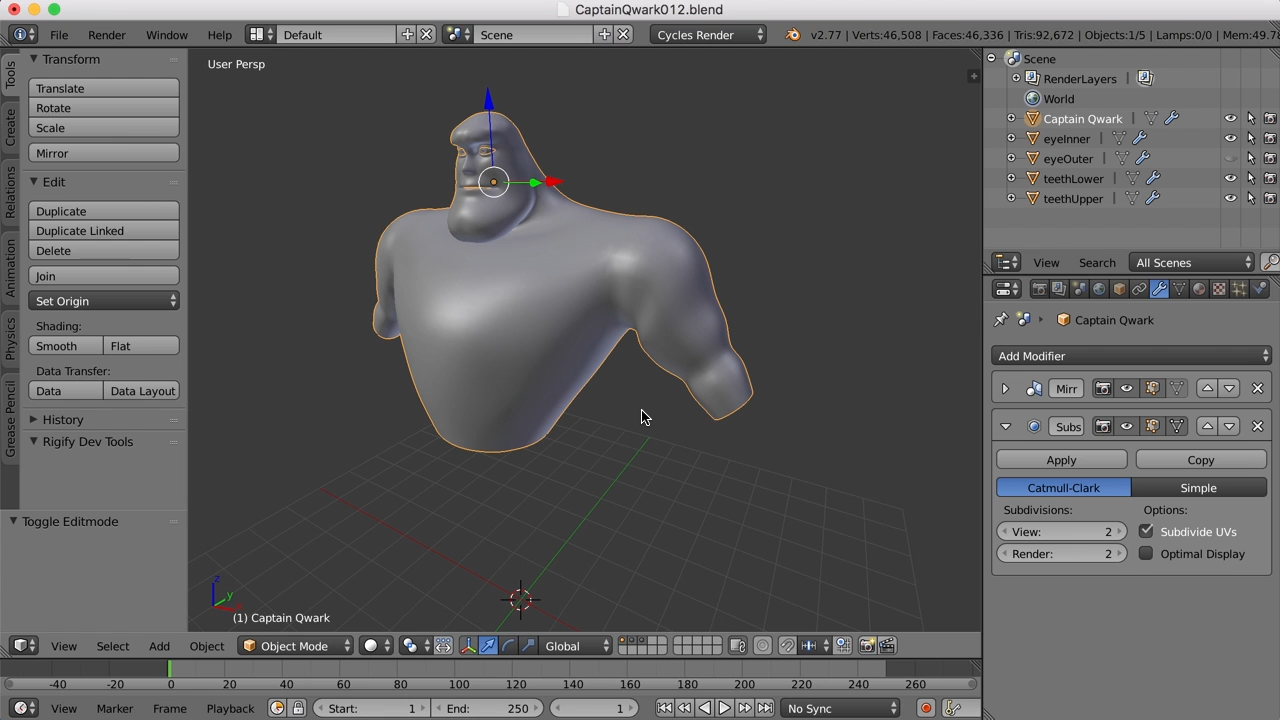 CaptainQwark012.blend
File Render Window Help Default Scene Cycles Render v2.77 | Verts:46,508 | Faces:46,336 | Tris:92,672 | Objects:1/5 | Lamps:0/0 | Mem:49.7
Tools
Create
Relations
Animation
Physics
Grease Pencil
Transform
Translate
Rotate
Scale
Mirror
Edit
Duplicate
Duplicate Linked
Delete
Join
Set Origin
Shading:
Smooth Flat
Data Transfer:
Data Data Layout
History
Rigify Dev Tools
Toggle Editmode
User Persp
z
y
(1) Captain Qwark
View Select Add Object Object Mode Global
-40 -20 0 20 40 60 80 100 120 140 160 180 200 220 240 260
View Marker Frame Playback Start: 1 End: 250 1 No Sync
Scene
RenderLayers
World
Captain Qwark
eyeInner
eyeOuter
teethLower
teethUpper
View Search All Scenes
Captain Qwark
Add Modifier
Mirr
Subs
Apply Copy
Catmull-Clark Simple
Subdivisions: Options:
View: 2 Subdivide UVs
Render: 2 Optimal Display